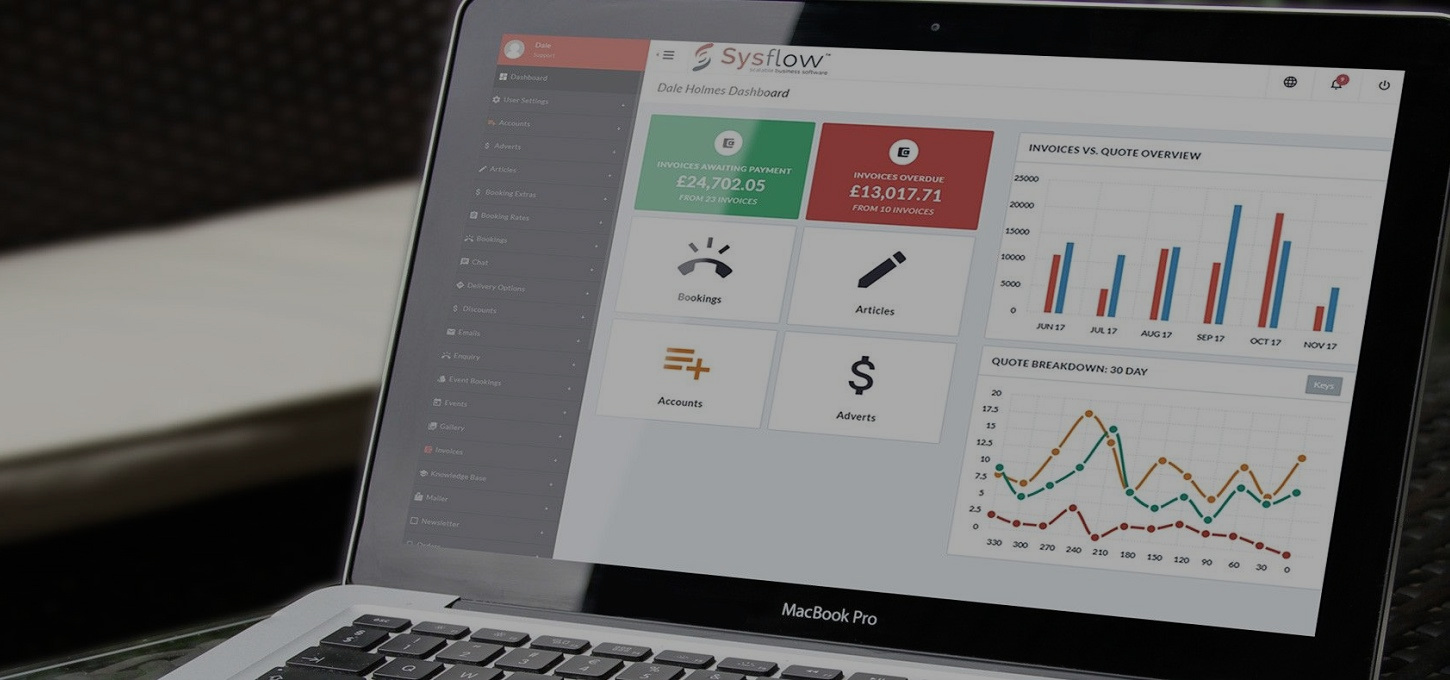 Dale
Support
Dashboard
User Settings
Accounts
Adverts
Articles
Booking Extras
Booking Rates
Bookings
Chat
Delivery Options
Discounts
Emails
Enquiry
Event Bookings
Events
Gallery
Invoices
Knowledge Base
Mailer
Newsletter
Orders
Sysflow™
scalable business software
Dale Holmes Dashboard
INVOICES AWAITING PAYMENT
£24,702.05
FROM 23 INVOICES
INVOICES OVERDUE
£13,017.71
FROM 10 INVOICES
Bookings
Articles
Accounts
Adverts
INVOICES VS. QUOTE OVERVIEW
25000
20000
15000
10000
5000
0
JUN 17 JUL 17 AUG 17 SEP 17 OCT 17 NOV 17
QUOTE BREAKDOWN: 30 DAY
Keys
20
17.5
15
12.5
10
7.5
5
2.5
0
330 300 270 240 210 180 150 120 90 60 30 0
MacBook Pro
Q W